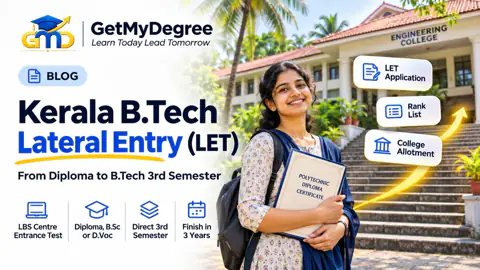 GMD
GetMyDegree
Learn Today Lead Tomorrow
BLOG
Kerala B.Tech
Lateral Entry (LET)
From Diploma to B.Tech 3rd Semester
LBS Centre
Entrance Test
Diploma, B.Sc
or D.Voc
Direct 3rd
Semester
Finish in
3 Years
ENGINEERING
COLLEGE
LET
Application
Rank
List
College
Allotment
POLYTECHNIC
DIPLOMA
CERTIFICATE